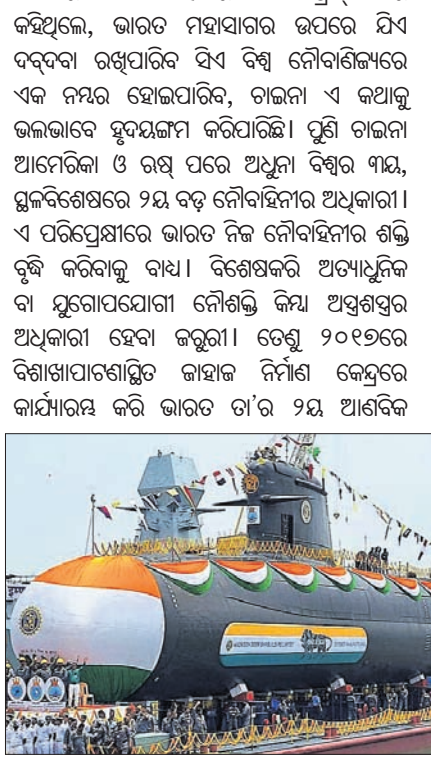 କହିଥିଲେ, ଭାରତ ମହାସାଗର ଉପରେ ଯିଏ
ଦବ୍‌ଦବା ରଖିପାରିବ ସିଏ ବିଶ୍ୱ ନୌବାଣିଜ୍ୟରେ
ଏକ ନମ୍ବର ହୋଇପାରିବ, ଚାଇନା ଏ କଥାକୁ
ଭଲଭାବେ ହୃଦୟଙ୍ଗମ କରିପାରିଛି। ପୁଣି ଚାଇନା
ଆମେରିକା ଓ ଋଷ୍ ପରେ ଅଧୁନା ବିଶ୍ୱର ୩ୟ,
ସ୍ଥଳବିଶେଷରେ ୨ୟ ବଡ଼ ନୌବାହିନୀର ଅଧିକାରୀ।
ଏ ପରିପ୍ରେକ୍ଷୀରେ ଭାରତ ନିଜ ନୌବାହିନୀର ଶକ୍ତି
ବୃଦ୍ଧି କରିବାକୁ ବାଧ୍ୟ। ବିଶେଷକରି ଅତ୍ୟାଧୁନିକ
ବା ଯୁଗୋପଯୋଗୀ ନୌଶକ୍ତି କିମ୍ବା ଅସ୍ତ୍ରଶସ୍ତ୍ରର
ଅଧିକାରୀ ହେବା ଜରୁରୀ। ତେଣୁ ୨୦୧୭ରେ
ବିଶାଖାପାଟଣାସ୍ଥିତ ଜାହାଜ ନିର୍ମାଣ କେନ୍ଦ୍ରରେ
କାର୍ଯ୍ୟାରମ୍ଭ କରି ଭାରତ ତା'ର ୨ୟ ଆଣବିକ